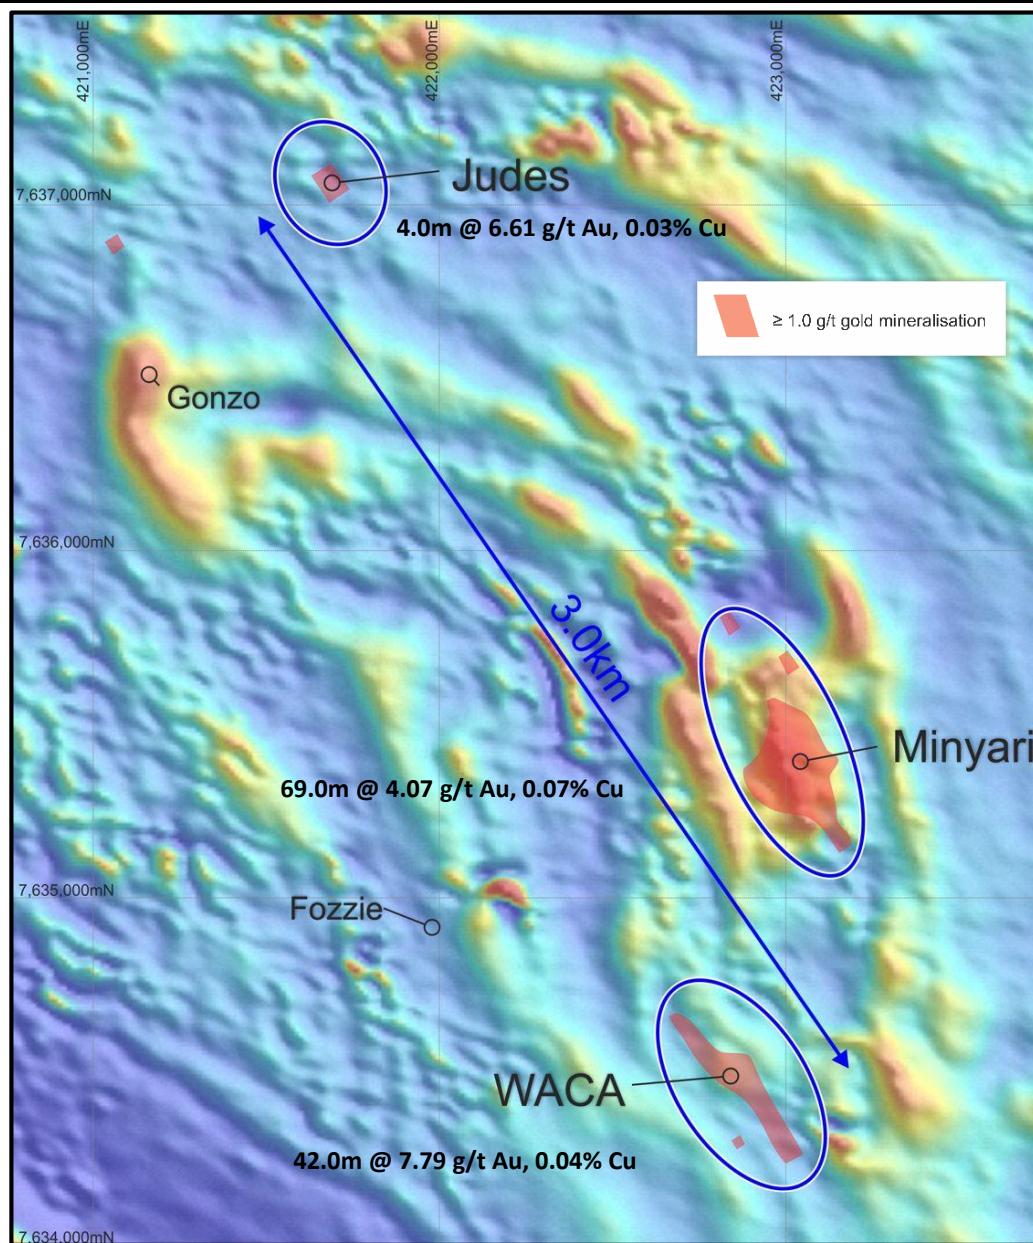 421,000mE
422,000mE
423,000mE
Judes
7,637,000mN
4.0m @ 6.61 g/t Au, 0.03% Cu
≥ 1.0 g/t gold mineralisation
Gonzo
7,636,000mN
3.0km
Minyari
69.0m @ 4.07 g/t Au, 0.07% Cu
7,635,000mN
Fozzie
WACA
42.0m @ 7.79 g/t Au, 0.04% Cu
7,634,000mN